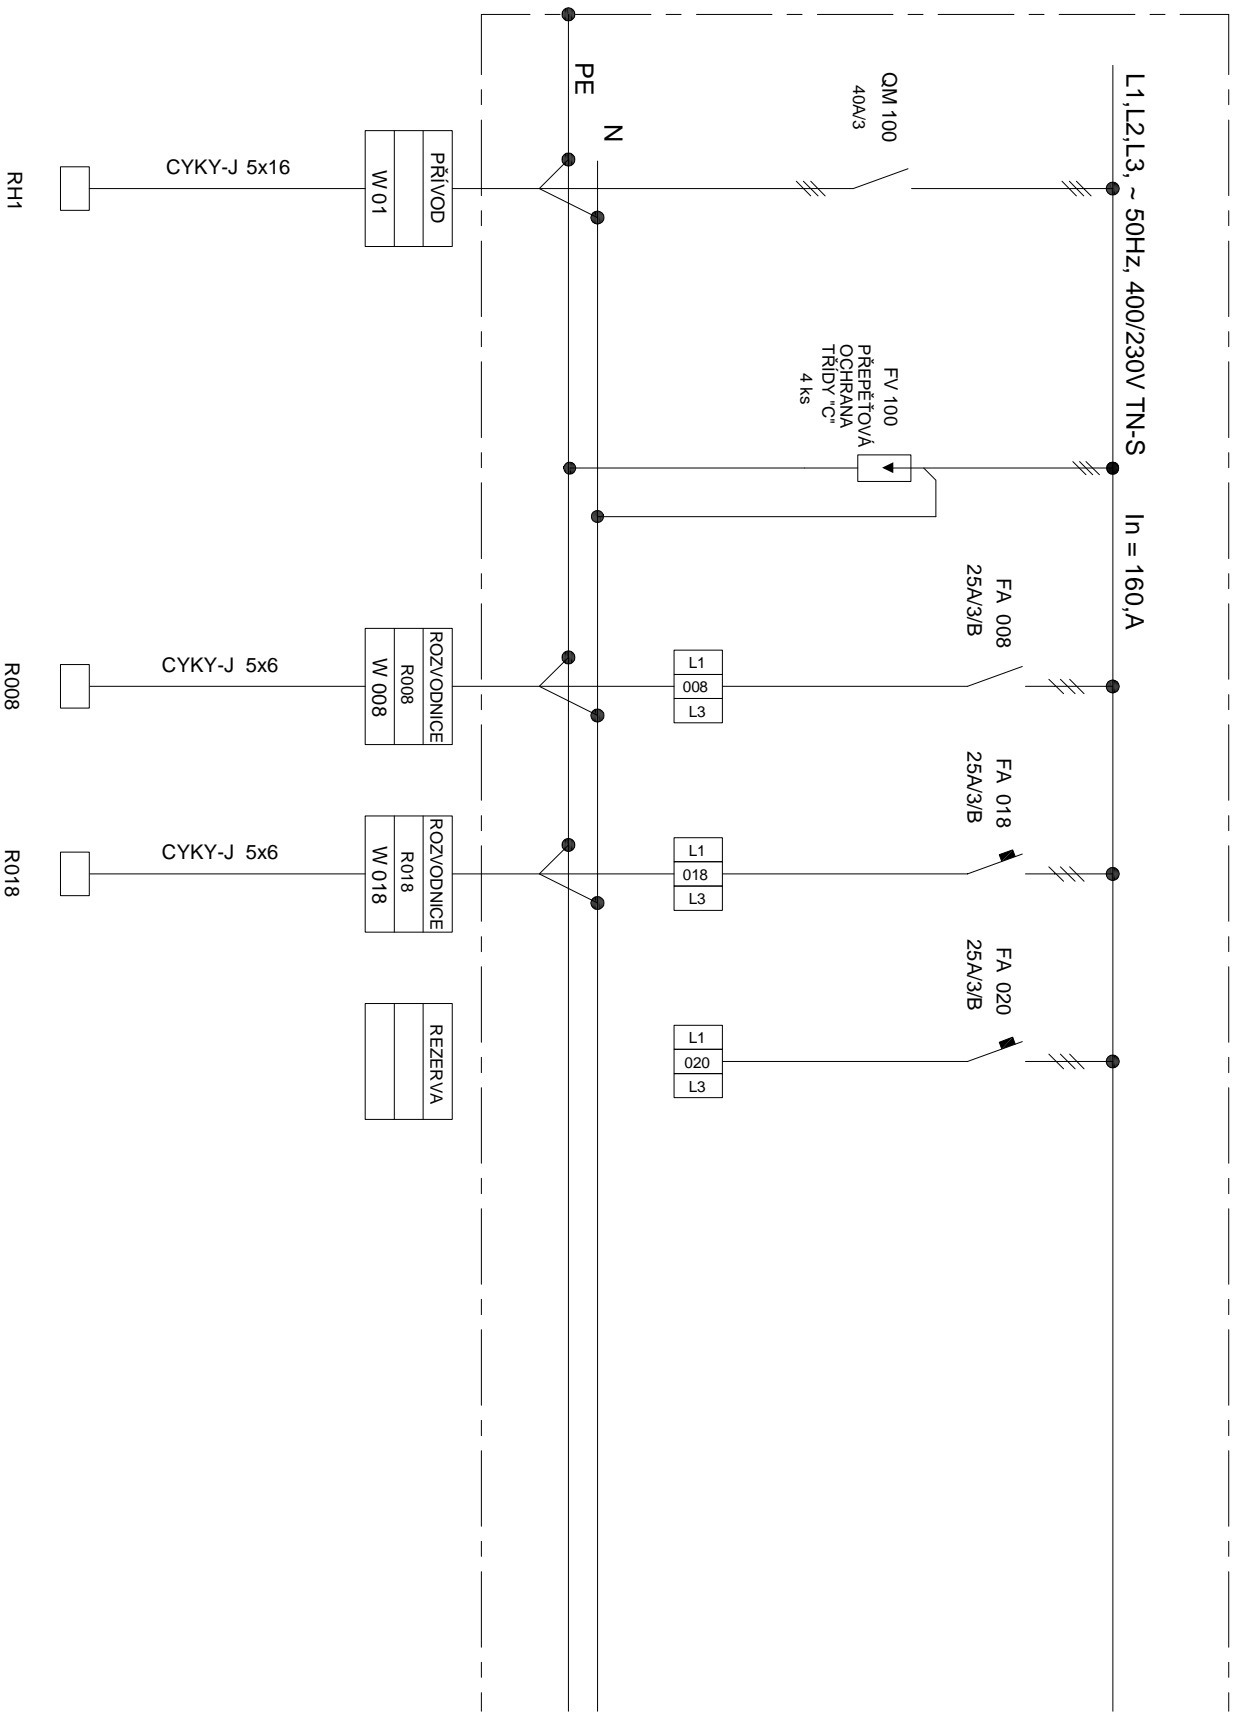 L1,L2,L3, ~ 50Hz, 400/230V TN-S
In = 160,A
PE
N
QM 100
40A/3
FV 100
PŘEPĚŤOVÁ
OCHRANA
TŘÍDY "C"
4 ks
FA 008
25A/3/B
FA 018
25A/3/B
FA 020
25A/3/B
L1
008
L3
L1
018
L3
L1
020
L3
PŘÍVOD
W 01
ROZVODNICE
R008
W 008
ROZVODNICE
R018
W 018
REZERVA
CYKY-J 5x16
CYKY-J 5x6
CYKY-J 5x6
RH1
R008
R018